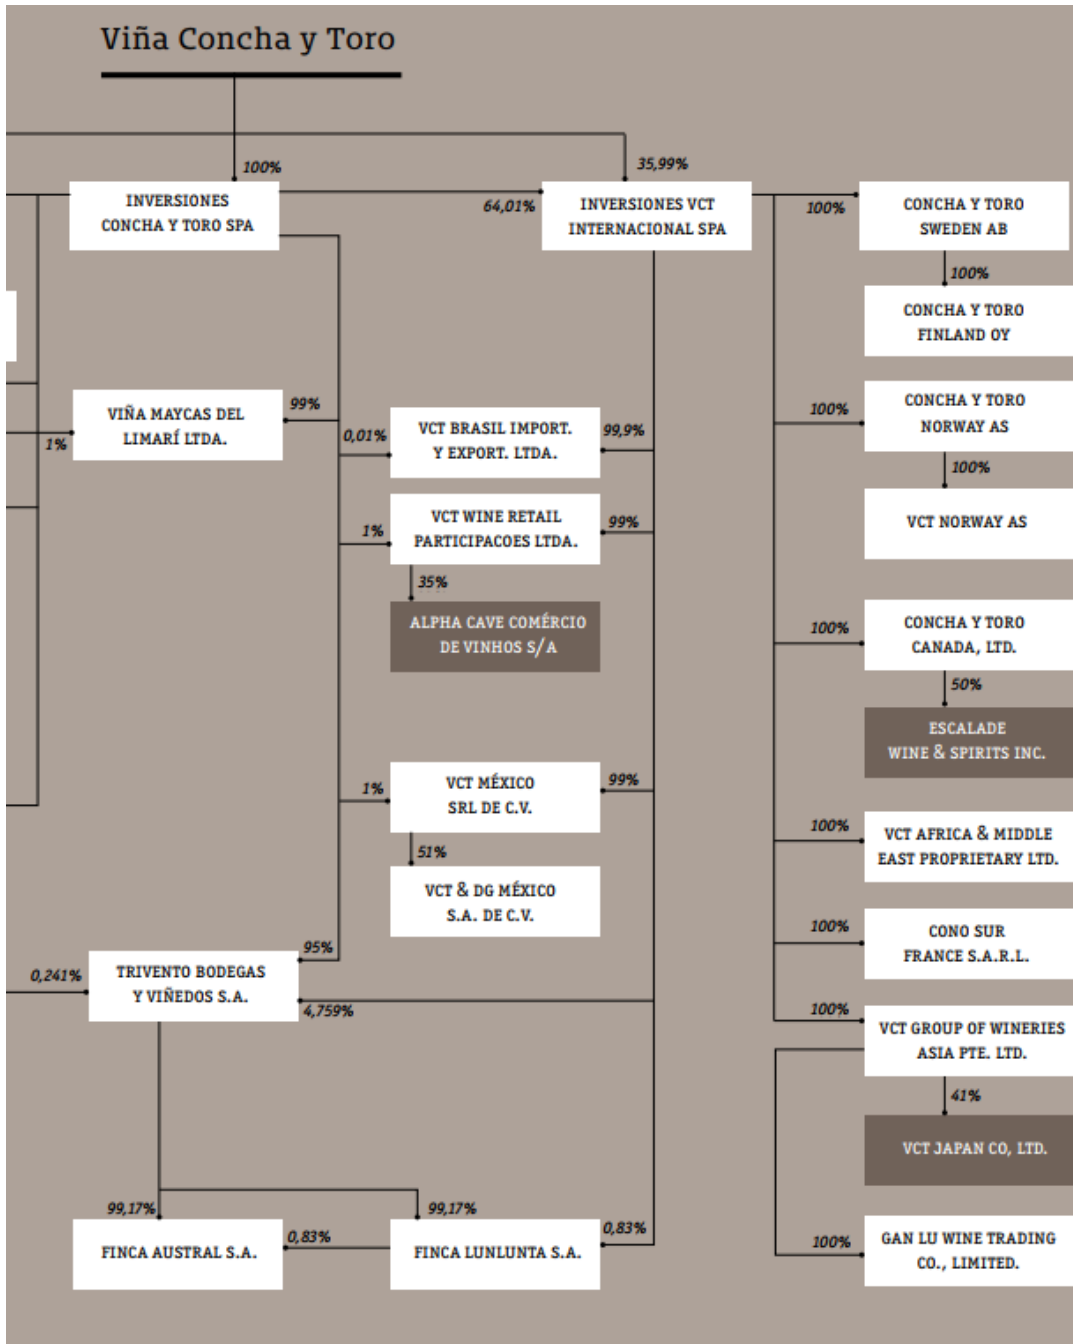 Viña Concha y Toro
100%
35,99%
INVERSIONES
CONCHA Y TORO SPA
64,01%
INVERSIONES VCT
INTERNACIONAL SPA
100%
CONCHA Y TORO
SWEDEN AB
100%
CONCHA Y TORO
FINLAND OY
VIÑA MAYCAS DEL
LIMARÍ LTDA.
99%
1%
0,01%
VCT BRASIL IMPORT.
Y EXPORT. LTDA.
99,9%
100%
CONCHA Y TORO
NORWAY AS
100%
VCT NORWAY AS
1%
VCT WINE RETAIL
PARTICIPACOES LTDA.
99%
35%
ALPHA CAVE COMÉRCIO
DE VINHOS S/A
100%
CONCHA Y TORO
CANADA, LTD.
50%
ESCALADE
WINE & SPIRITS INC.
1%
VCT MÉXICO
SRL DE C.V.
99%
51%
VCT & DG MÉXICO
S.A. DE C.V.
100%
VCT AFRICA & MIDDLE
EAST PROPRIETARY LTD.
100%
CONO SUR
FRANCE S.A.R.L.
95%
0,241%
TRIVENTO BODEGAS
Y VIÑEDOS S.A.
4,759%
100%
VCT GROUP OF WINERIES
ASIA PTE. LTD.
41%
VCT JAPAN CO, LTD.
99,17%
99,17%
FINCA AUSTRAL S.A.
0,83%
FINCA LUNLUNTA S.A.
0,83%
100%
GAN LU WINE TRADING
CO., LIMITED.